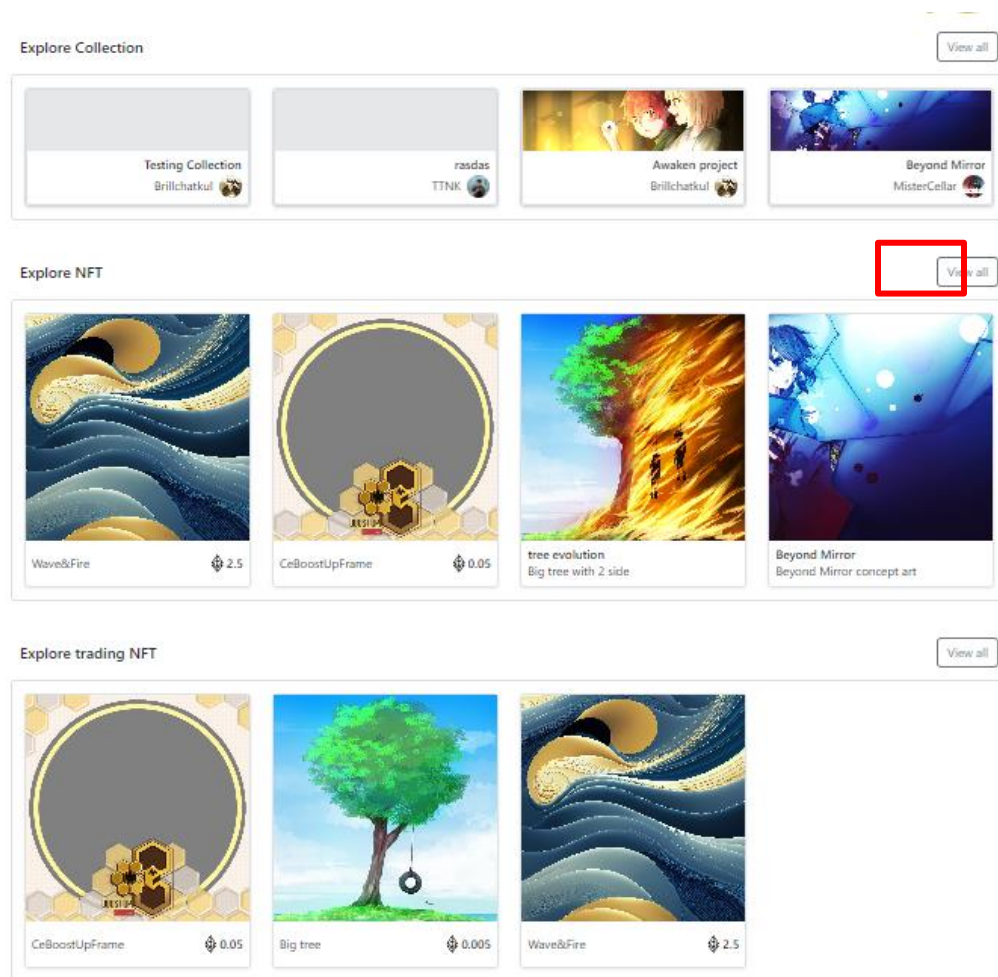 Explore Collection View all
Testing Collection
Brillchatkul
rasdas
TTNK
Awaken project
Brillchatkul
Beyond Mirror
MisterCellar
Explore NFT View all
Wave&Fire 2.5
CeBoostUpFrame 0.05
tree evolution
Big tree with 2 side
Beyond Mirror
Beyond Mirror concept art
Explore trading NFT View all
CeBoostUpFrame 0.05
Big tree 0.005
Wave&Fire 2.5